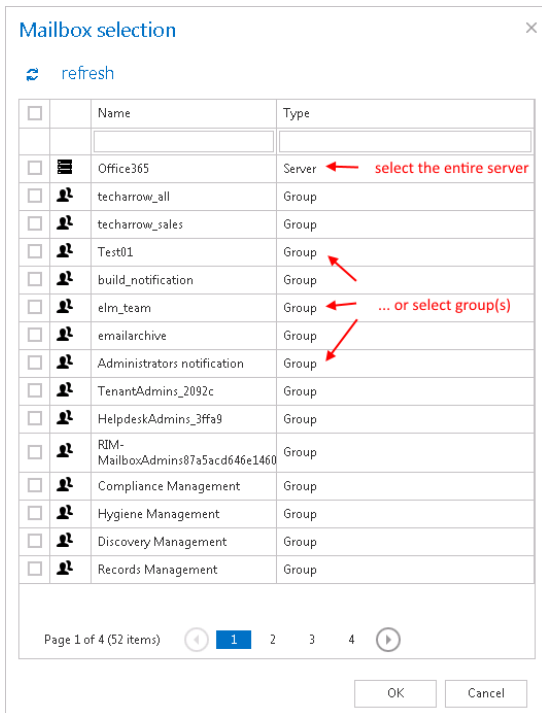 Mailbox selection
refresh
Name Type
Office365 Server select the entire server
techarrow_all Group
techarrow_sales Group
Test01 Group
build_notification Group
elm_team Group ... or select group(s)
emailarchive Group
Administrators notification Group
TenantAdmins_2092c Group
HelpdeskAdmins_3ffa9 Group
RIM-
MailboxAdmins87a5acd646e1460 Group
Compliance Management Group
Hygiene Management Group
Discovery Management Group
Records Management Group
Page 1 of 4 (52 items) 1 2 3 4
OK Cancel